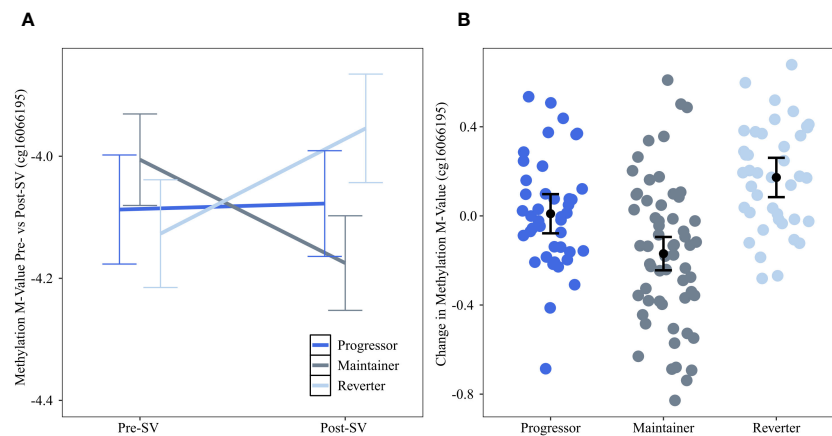 A
Methylation M-Value Pre- vs Post-SV (cg16066195)
-4.0
-4.2
-4.4
Pre-SV
Post-SV
Progressor
Maintainer
Reverter
B
Change in Methylation M-Value (cg16066195)
0.4
0.0
-0.4
-0.8
Progressor
Maintainer
Reverter